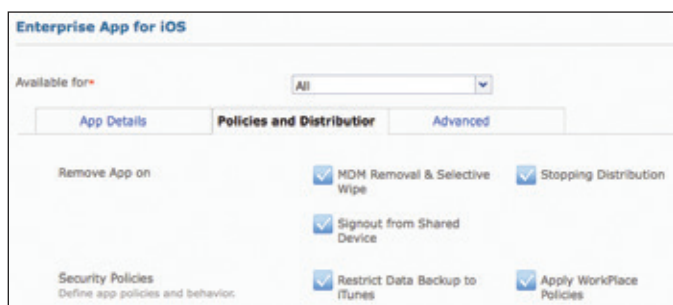 Enterprise App for iOS
Available for*
All
App Details
Policies and Distribution
Advanced
Remove App on
MDM Removal & Selective
Wipe
Stopping Distribution
Signout from Shared
Device
Security Policies
Define app policies and behavior.
Restrict Data Backup to
iTunes
Apply WorkPlace
Policies